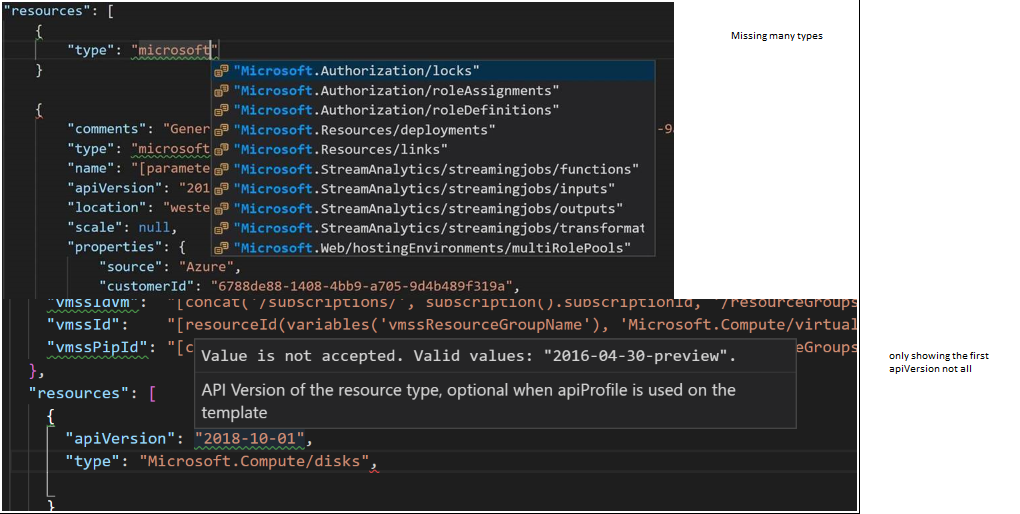 "resources": [
{
"type": "microsoft"
}
"Microsoft.Authorization/locks"
"Microsoft.Authorization/roleAssignments"
"Microsoft.Authorization/roleDefinitions"
"Microsoft.Resources/deployments"
"Microsoft.Resources/links"
"Microsoft.StreamAnalytics/streamingjobs/functions"
"Microsoft.StreamAnalytics/streamingjobs/inputs"
"Microsoft.StreamAnalytics/streamingjobs/outputs"
"Microsoft.StreamAnalytics/streamingjobs/transformat
"Microsoft.Web/hostingEnvironments/multiRolePools"
{
"comments": "Gener
"type": "microsoft
"name": "[paramete
"apiVersion": "201
"location": "weste
"scale": null,
"properties": {
"source": "Azure",
"customerId": "6788de88-1408-4bb9-a705-9d4b489f319a",
Missing many types
"vmssIdVm": "[concat('/subscriptions/', subscription().subscriptionId, '/resourceGroups
"vmssId": "[resourceId(variables('vmssResourceGroupName'), 'Microsoft.Compute/virtual
"vmssPipId": "[c eGroups
Value is not accepted. Valid values: "2016-04-30-preview".
API Version of the resource type, optional when apiProfile is used on the
template
},
"resources": [
{
"apiVersion": "2018-10-01",
"type": "Microsoft.Compute/disks",
}
only showing the first
apiVersion not all